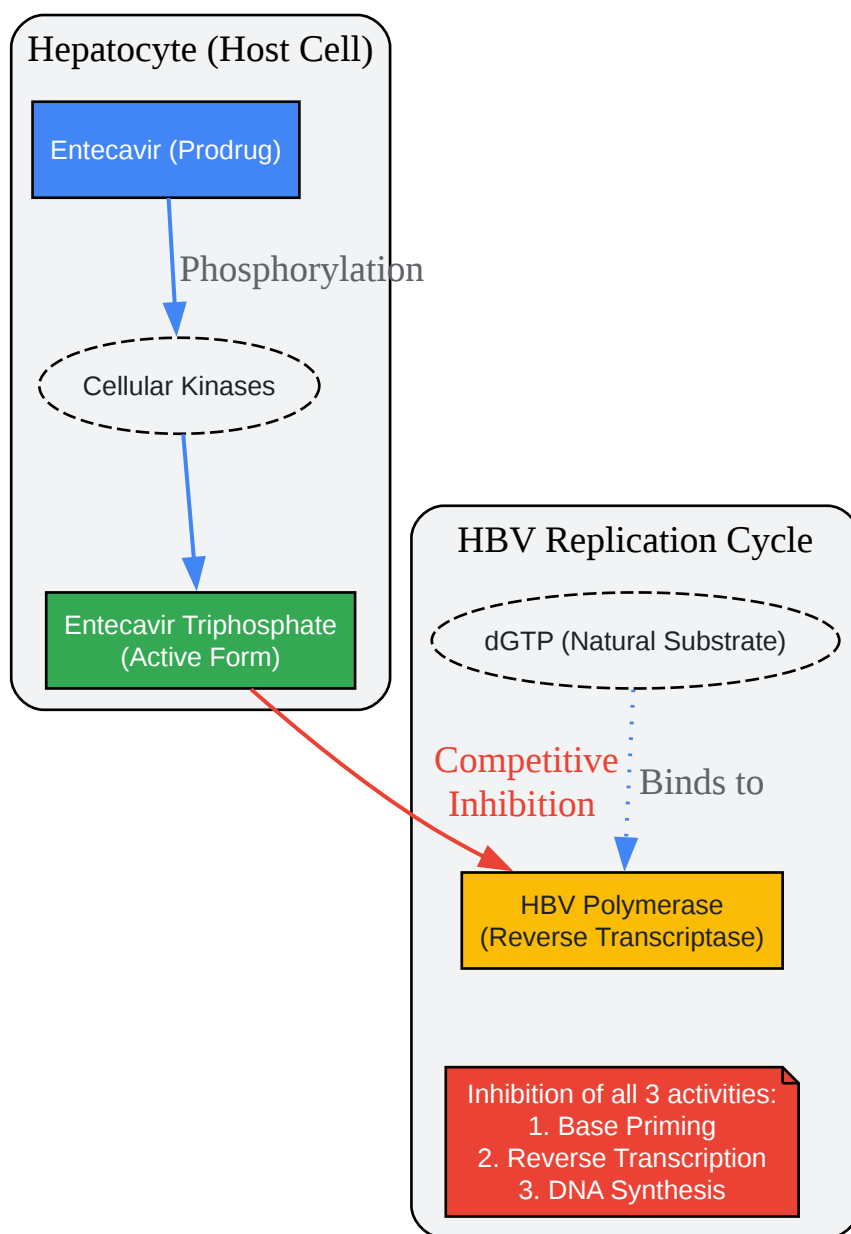 Hepatocyte (Host Cell)
Entecavir (Prodrug)
Phosphorylation
Cellular Kinases
Entecavir Triphosphate
(Active Form)
HBV Replication Cycle
dGTP (Natural Substrate)
Competitive
Inhibition
Binds to
HBV Polymerase
(Reverse Transcriptase)
Inhibition of all 3 activities:
1. Base Priming
2. Reverse Transcription
3. DNA Synthesis